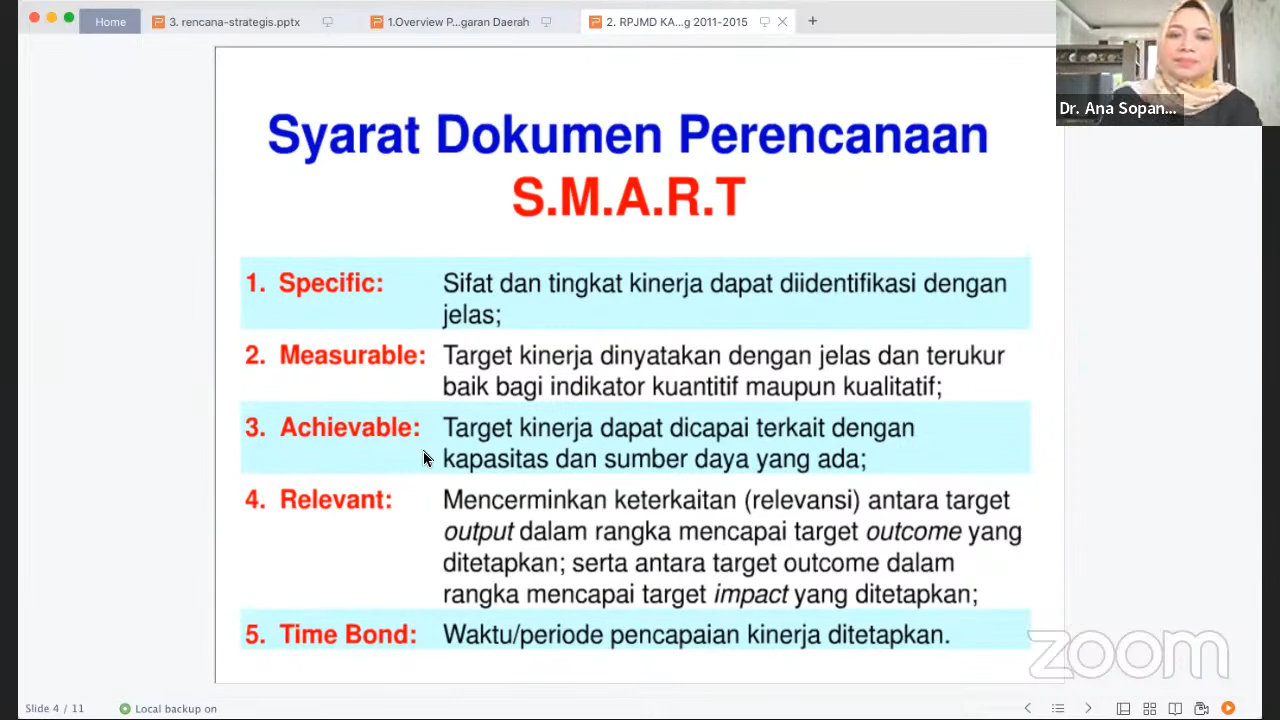 Home
3. rencana-strategis.pptx
1.Overview P...garan Daerah
2. RPJMD KA...g 2011-2015
Dr. Ana Sopan...
Syarat Dokumen Perencanaan
S.M.A.R.T
1. Specific: Sifat dan tingkat kinerja dapat diidentifikasi dengan
jelas;
2. Measurable: Target kinerja dinyatakan dengan jelas dan terukur
baik bagi indikator kuantitif maupun kualitatif;
3. Achievable: Target kinerja dapat dicapai terkait dengan
kapasitas dan sumber daya yang ada;
4. Relevant: Mencerminkan keterkaitan (relevansi) antara target
output dalam rangka mencapai target outcome yang
ditetapkan; serta antara target outcome dalam
rangka mencapai target impact yang ditetapkan;
5. Time Bond: Waktu/periode pencapaian kinerja ditetapkan.
zoom
Slide 4 / 11
Local backup on